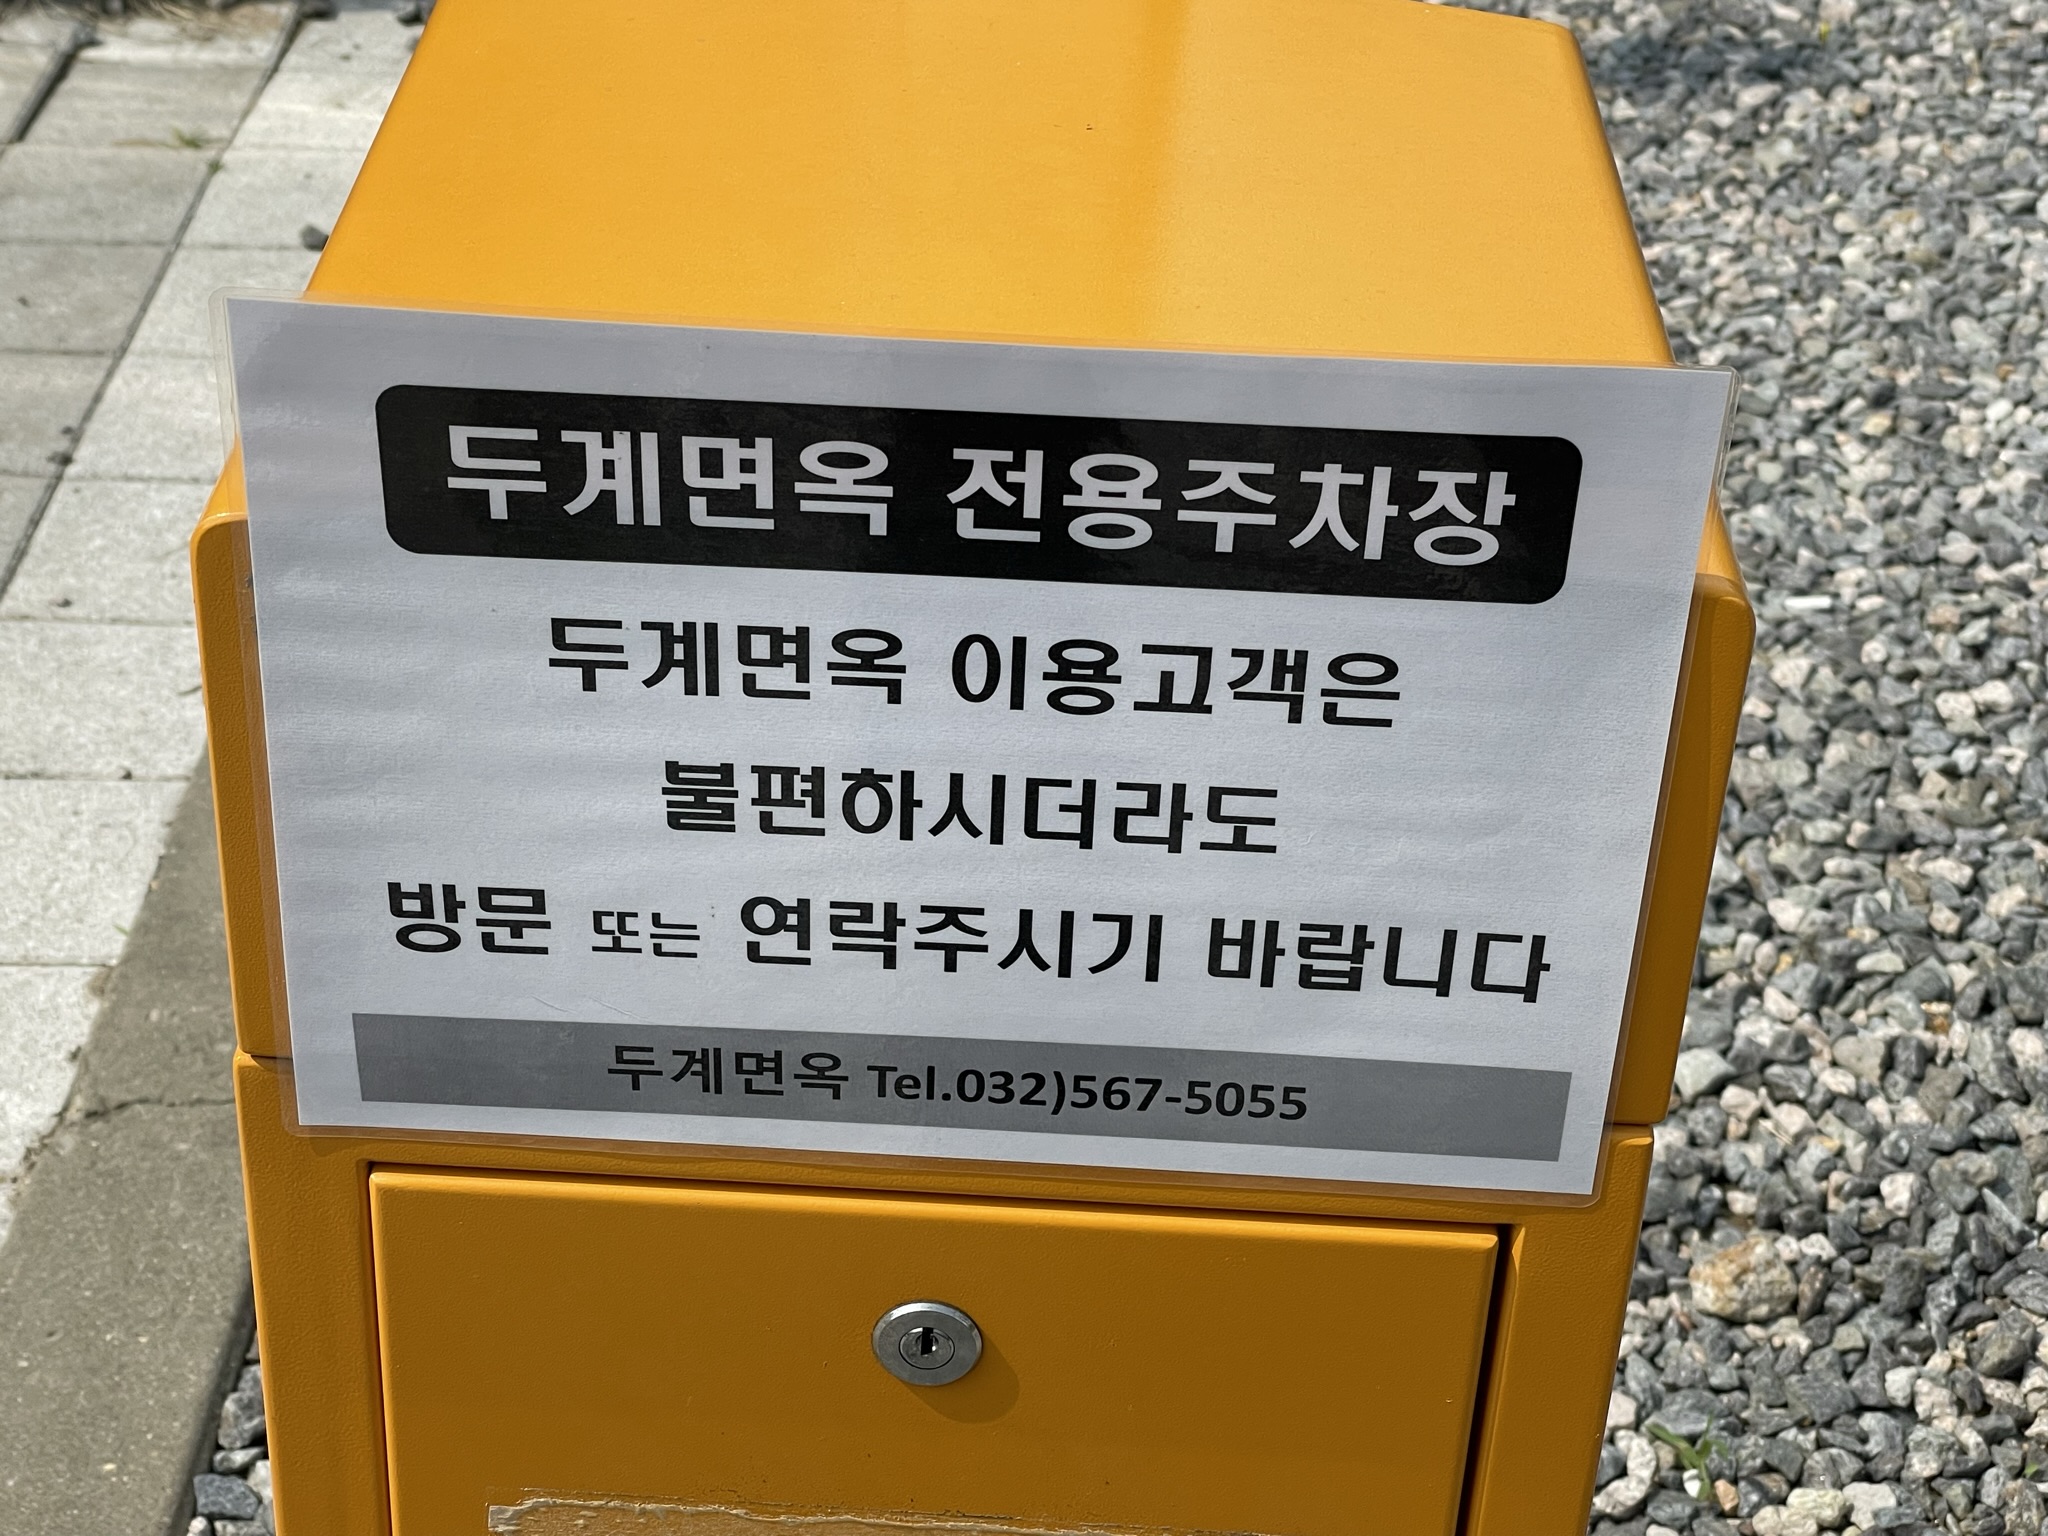 두계면옥 전용주차장
두계면옥 이용고객은
불편하시더라도
방문 또는 연락주시기 바랍니다
두계면옥 Tel.032)567-5055